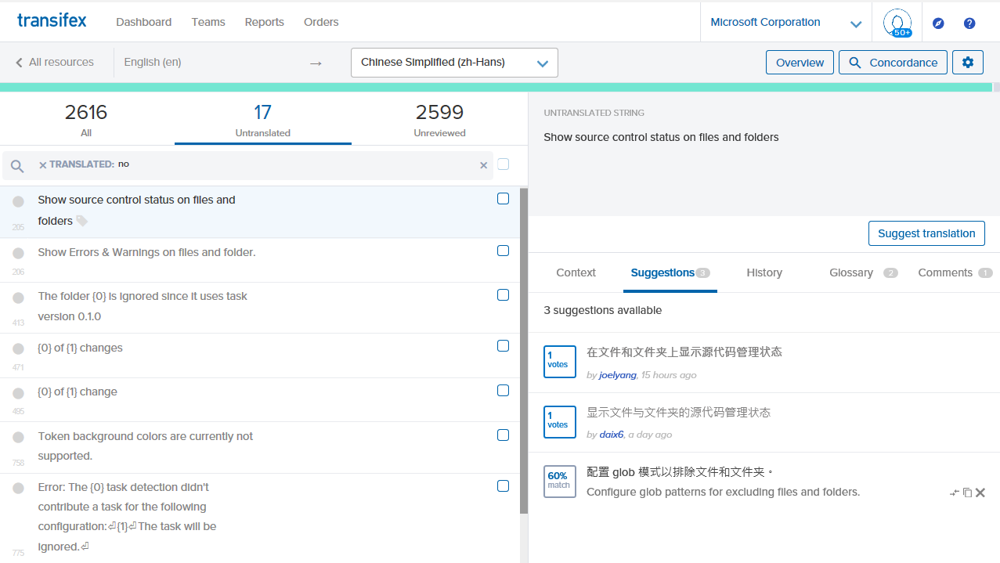 transifex Dashboard Teams Reports Orders Microsoft Corporation 50+ ?
All resources English (en) → Chinese Simplified (zh-Hans) Overview Concordance
2616 17 2599
All Untranslated Unreviewed
× TRANSLATED: no ×
Show source control status on files and
folders
205
Show Errors & Warnings on files and folder.
206
The folder {0} is ignored since it uses task
version 0.1.0
413
{0} of {1} changes
471
{0} of {1} change
485
Token background colors are currently not
supported.
758
Error: The {0} task detection didn't
contribute a task for the following
configuration:⏎{1}⏎The task will be
ignored.⏎
775
UNTRANSLATED STRING
Show source control status on files and folders
Suggest translation
Context Suggestions 3 History Glossary 2 Comments 1
3 suggestions available
1 votes
在文件和文件夹上显示源代码管理状态
by joelyang, 15 hours ago
1 votes
显示文件与文件夹的源代码管理状态
by daix6, a day ago
60% match
配置 glob 模式以排除文件和文件夹。
Configure glob patterns for excluding files and folders.